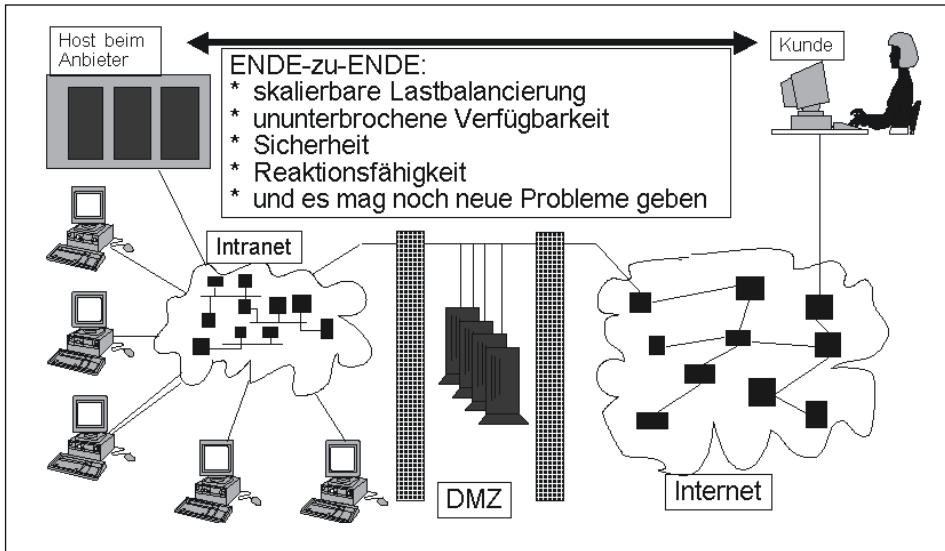 Host beim
Anbieter
Kunde
ENDE-zu-ENDE:
* skalierbare Lastbalancierung
* ununterbrochene Verfügbarkeit
* Sicherheit
* Reaktionsfähigkeit
* und es mag noch neue Probleme geben
Intranet
DMZ
Internet